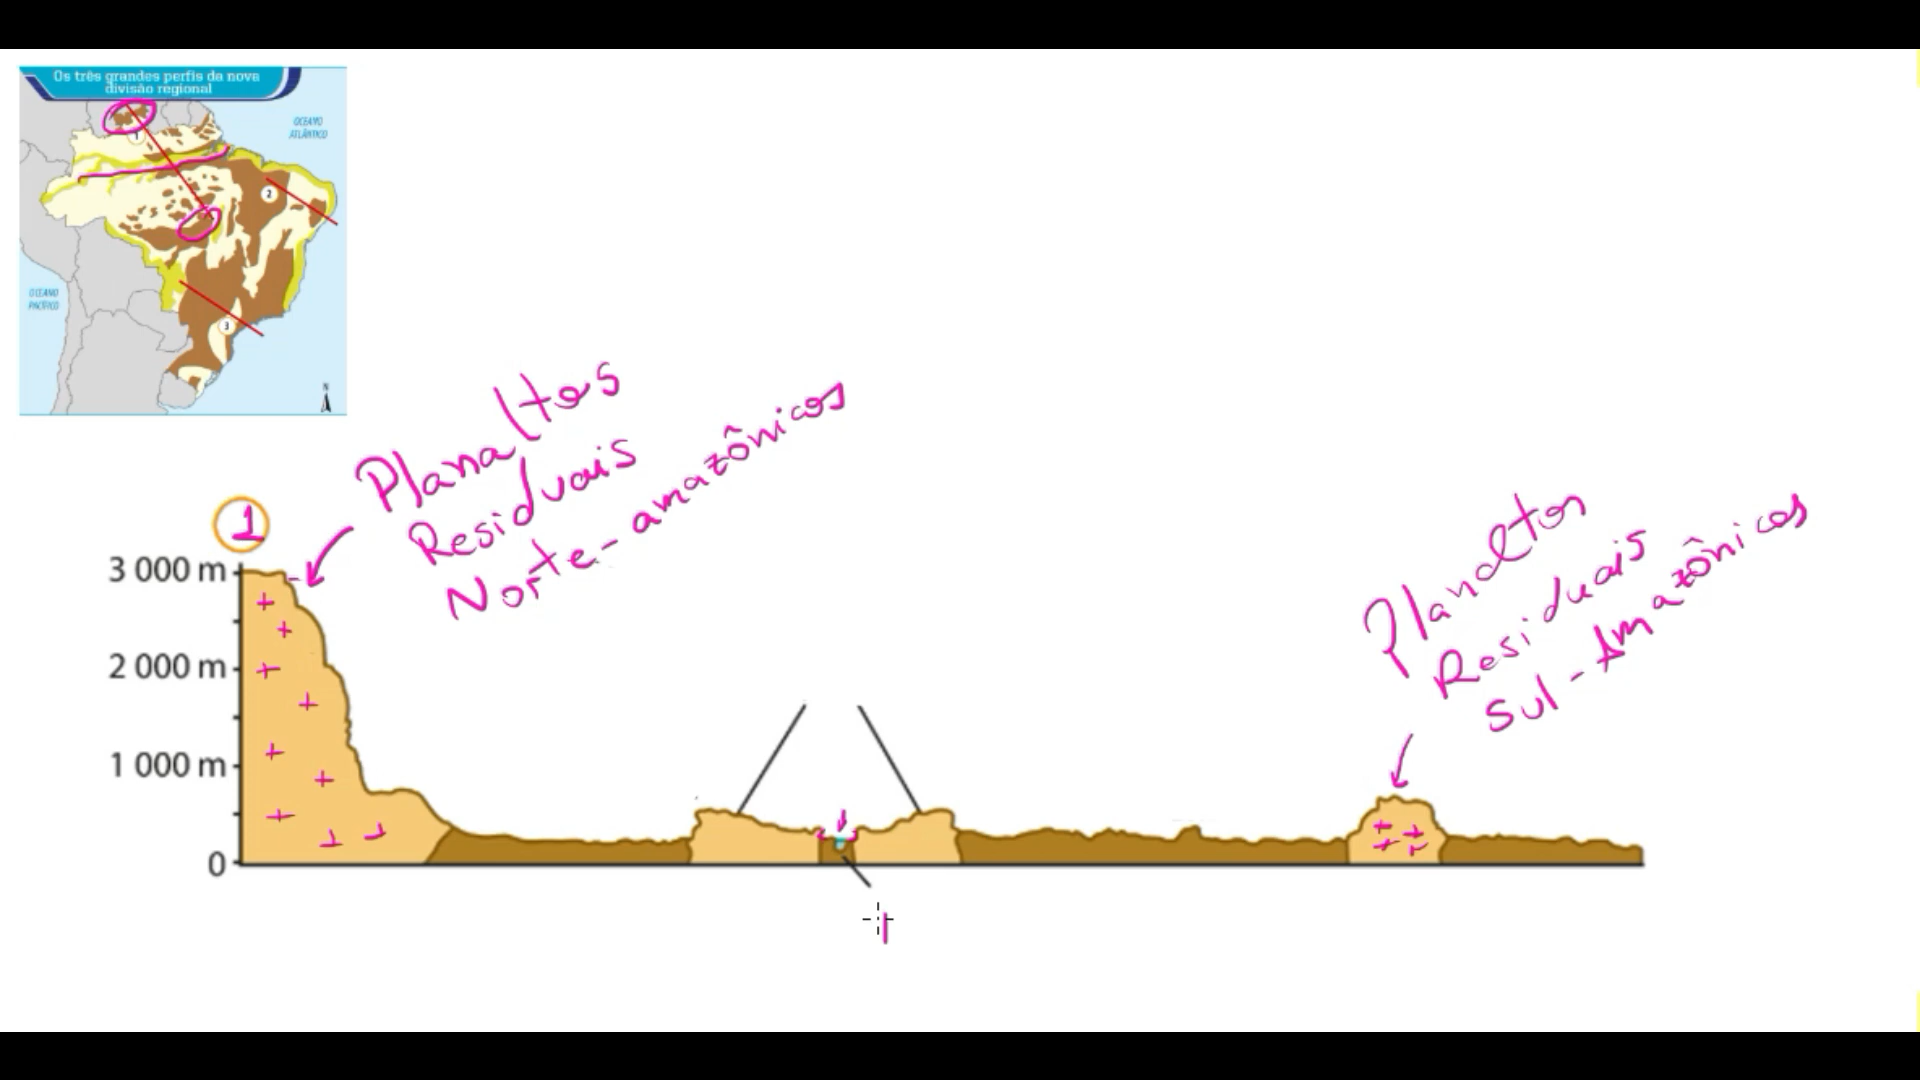 Os três grandes perfis da nova
divisão regional
OCEANO
ATLÂNTICO
1
2
OCEANO
PACÍFICO
3
N
Planaltos
Residuais
Norte-amazônicos
1
Planaltos
Residuais
Sul-Amazônicos
3 000 m
2 000 m
1 000 m
0